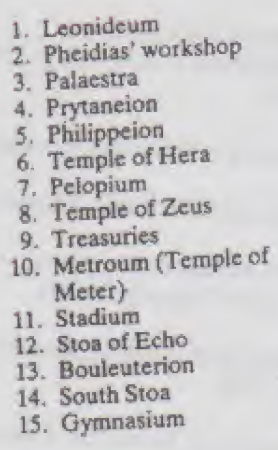 1. Leonideum
2. Pheidias' workshop
3. Palaestra
4. Prytaneion
5. Philippeion
6. Temple of Hera
7. Pelopium
8. Temple of Zeus
9. Treasuries
10. Metroum (Temple of
Meter)
11. Stadium
12. Stoa of Echo
13. Bouleuterion
14. South Stoa
15. Gymnasium